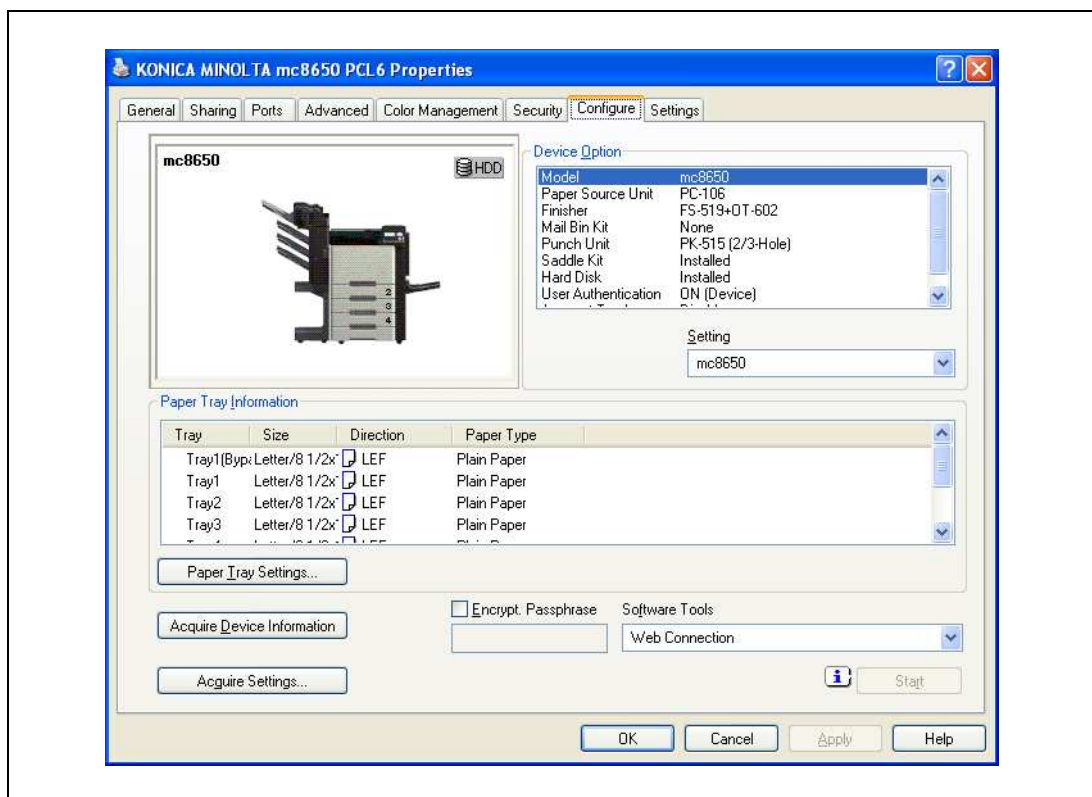 KONICA MINOLTA mc8650 PCL6 Properties
General Sharing Ports Advanced Color Management Security Configure Settings
mc8650
HDD
2
3
4
Device Option
Model mc8650
Paper Source Unit PC-106
Finisher FS-519+OT-602
Mail Bin Kit None
Punch Unit PK-515 (2/3-Hole)
Saddle Kit Installed
Hard Disk Installed
User Authentication ON (Device)
Setting
mc8650
Paper Tray Information
Tray Size Direction Paper Type
Tray1(Bypa Letter/8 1/2x LEF Plain Paper
Tray1 Letter/8 1/2x LEF Plain Paper
Tray2 Letter/8 1/2x LEF Plain Paper
Tray3 Letter/8 1/2x LEF Plain Paper
Paper Tray Settings...
Acquire Device Information
Encrypt. Passphrase
Software Tools
Web Connection
Acquire Settings...
Start
OK Cancel Apply Help